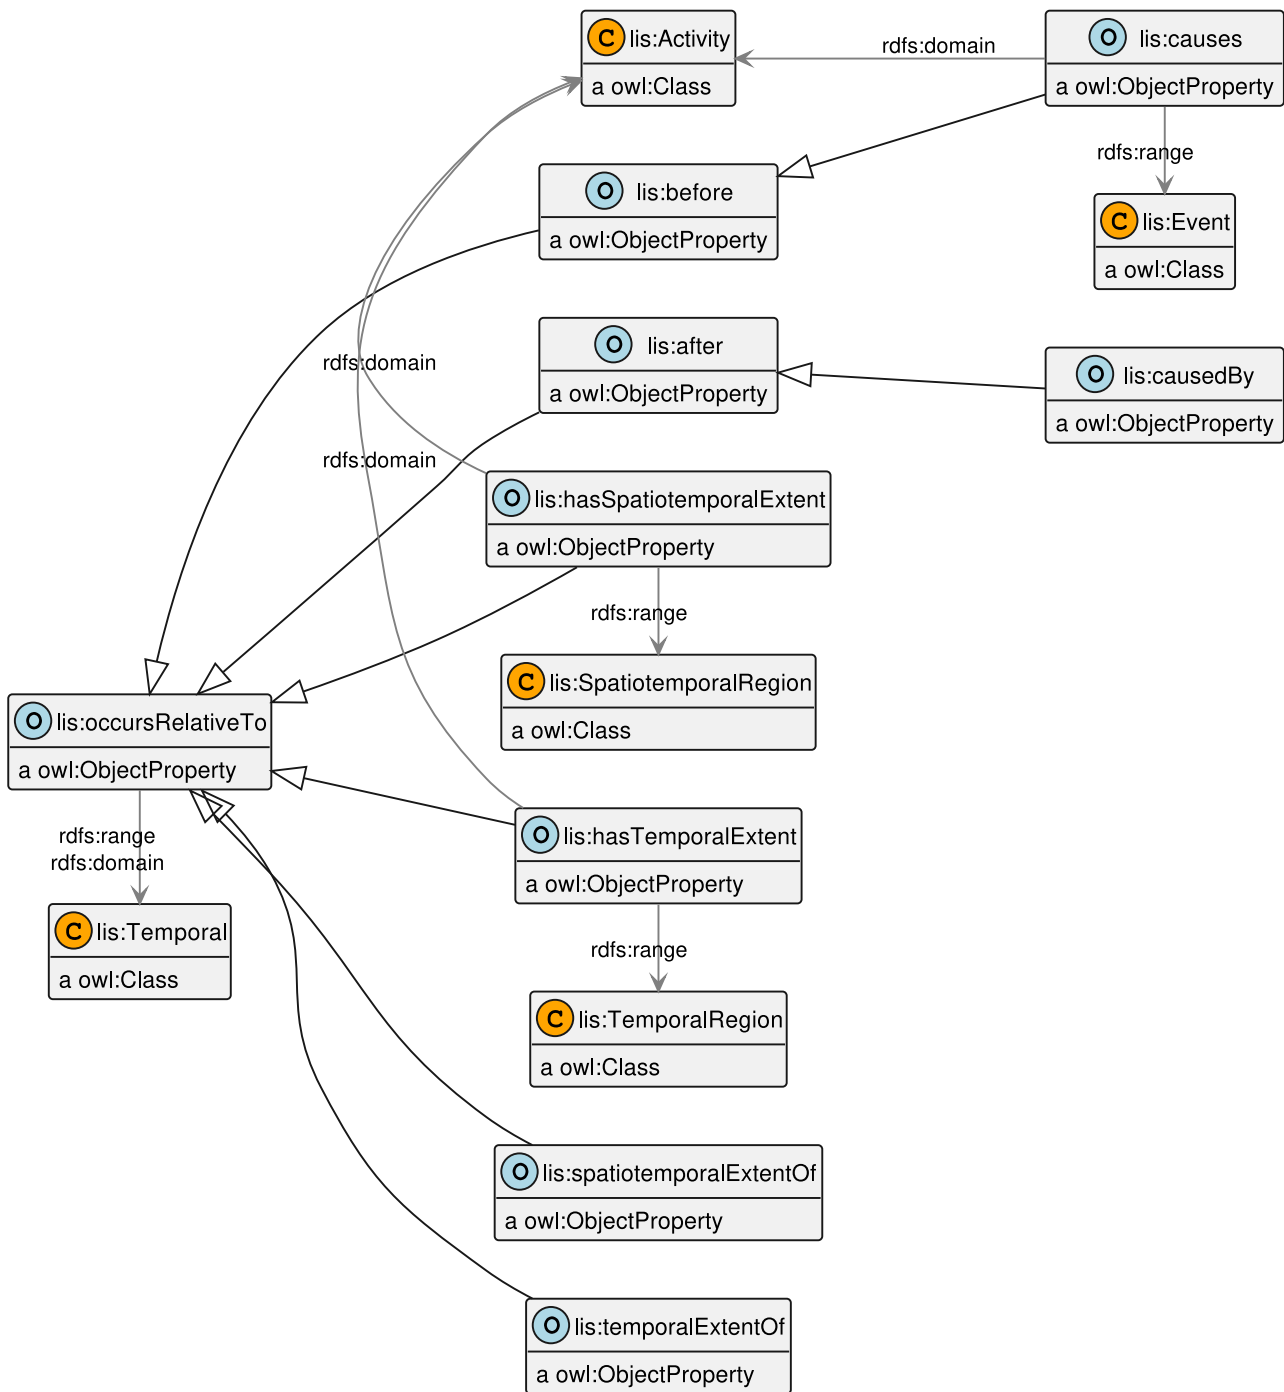 C lis:Activity
a owl:Class
rdfs:domain
O lis:causes
a owl:ObjectProperty
rdfs:range
O lis:before
a owl:ObjectProperty
C lis:Event
a owl:Class
O lis:after
a owl:ObjectProperty
rdfs:domain
O lis:causedBy
a owl:ObjectProperty
rdfs:domain
O lis:hasSpatiotemporalExtent
a owl:ObjectProperty
rdfs:range
C lis:SpatiotemporalRegion
a owl:Class
O lis:occursRelativeTo
a owl:ObjectProperty
rdfs:range
rdfs:domain
O lis:hasTemporalExtent
a owl:ObjectProperty
C lis:Temporal
a owl:Class
rdfs:range
C lis:TemporalRegion
a owl:Class
O lis:spatiotemporalExtentOf
a owl:ObjectProperty
O lis:temporalExtentOf
a owl:ObjectProperty